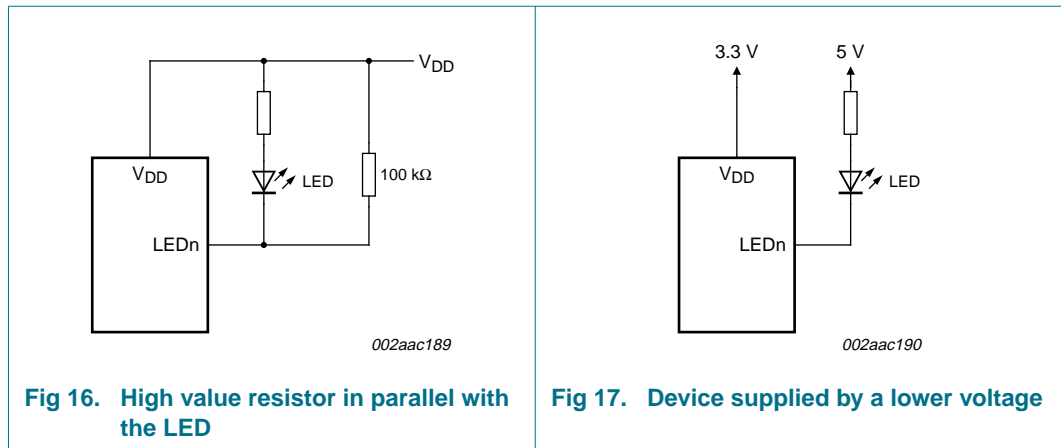 VDD
VDD
LED
100 kΩ
LEDn
002aac189
Fig 16. High value resistor in parallel with
the LED
3.3 V
5 V
VDD
LED
LEDn
002aac190
Fig 17. Device supplied by a lower voltage